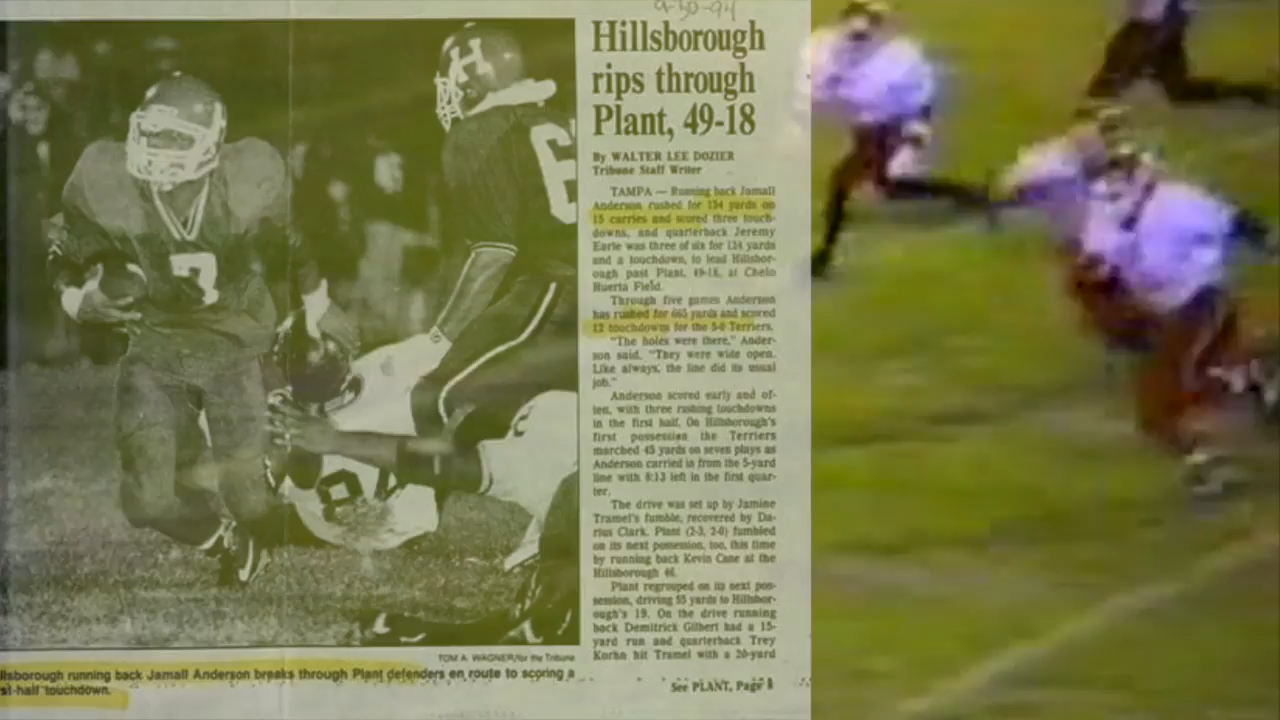 9-30-94
Hillsborough
rips through
Plant, 49-18
By WALTER LEE DOZIER
Tribune Staff Writer
TAMPA — Running back Jamall
Anderson rushed for 134 yards on
15 carries and scored three touch-
downs, and quarterback Jeremy
Earle was three of six for 124 yards
and a touchdown, to lead Hillsbor-
ough past Plant, 49-18, at Chelo
Huerta Field.
Through five games Anderson
has rushed for 665 yards and scored
12 touchdowns for the 5-0 Terriers.
"The holes were there," Ander-
son said. "They were wide open.
Like always, the line did its usual
job."
Anderson scored early and of-
ten, with three rushing touchdowns
in the first half. On Hillsborough's
first possession the Terriers
marched 45 yards on seven plays as
Anderson carried in from the 5-yard
line with 8:13 left in the first quar-
ter.
The drive was set up by Jamine
Tramel's fumble, recovered by Da-
rius Clark. Plant (2-3, 2-0) fumbled
on its next possession, too, this time
by running back Kevin Cane at the
Hillsborough 46.
Plant regrouped on its next pos-
session, driving 55 yards to Hillsbor-
ough's 19. On the drive running
back Demitrick Gilbert had a 15-
yard run and quarterback Trey
Korhn hit Tramel with a 20-yard
See PLANT, Page 8
H
6
7
TOM A. WAGNER/for the Tribune
llsborough running back Jamall Anderson breaks through Plant defenders en route to scoring a
st-half touchdown.